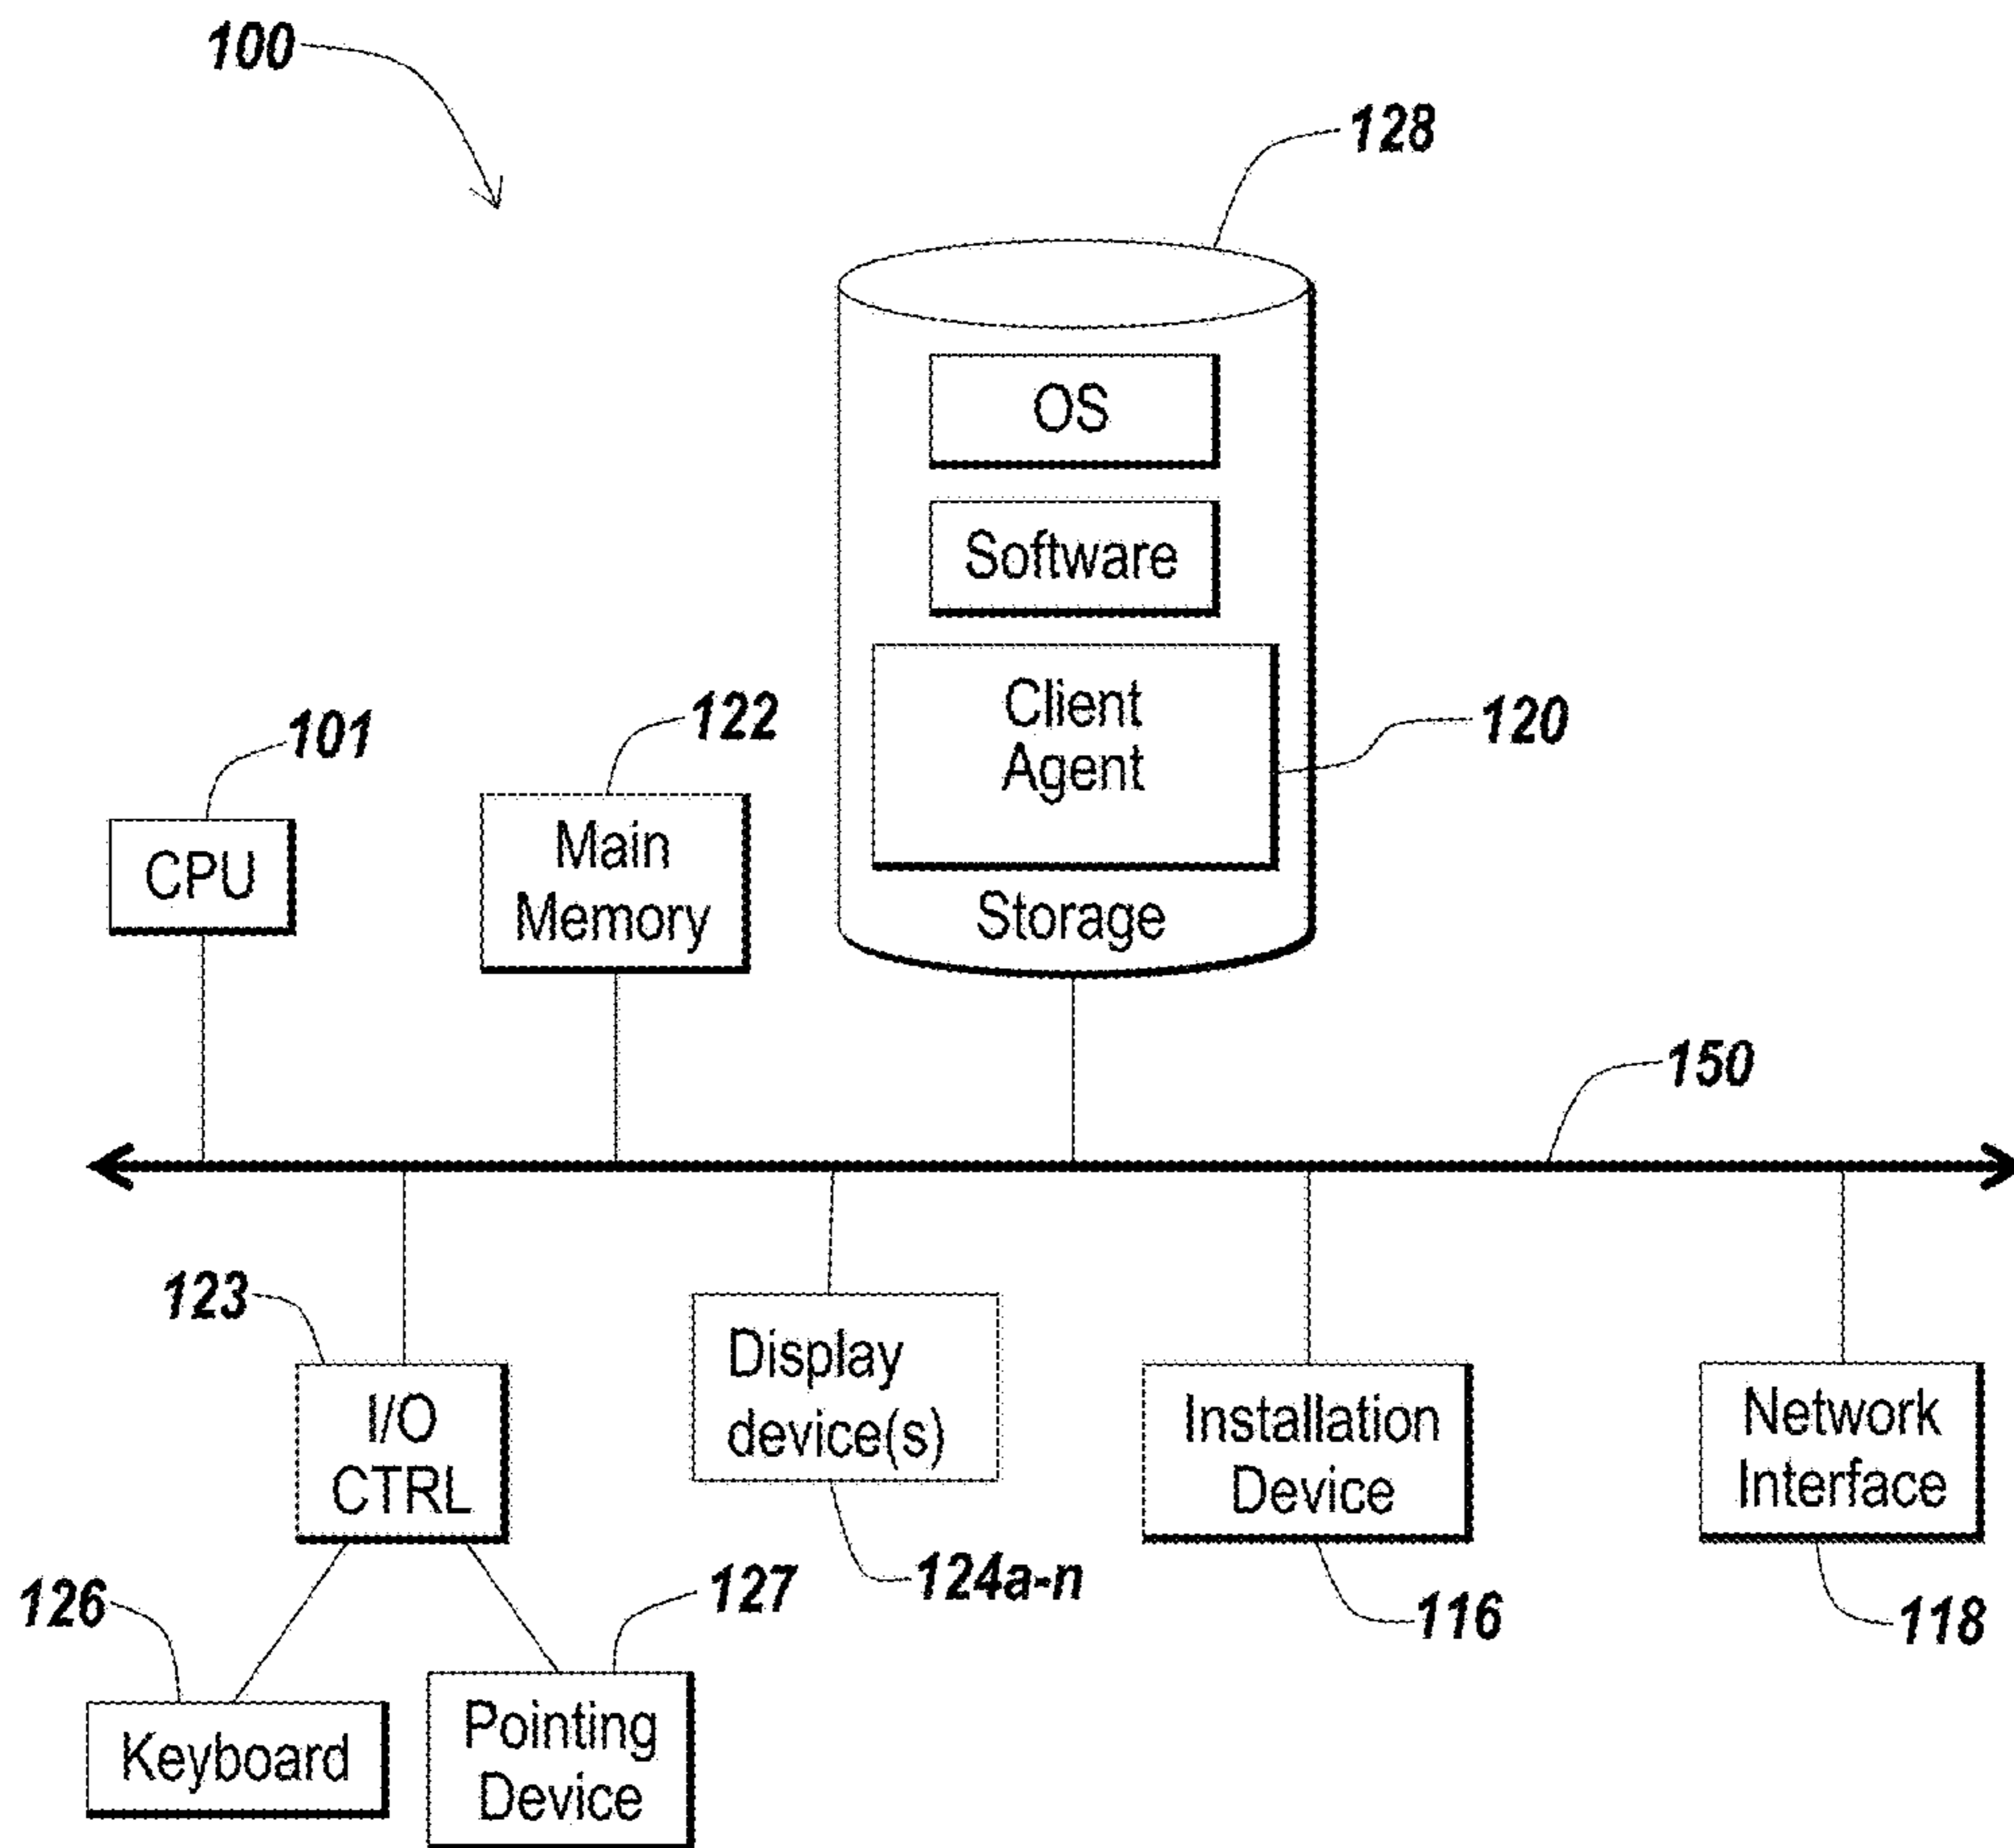 100
128
OS
Software
Client
Agent
120
Storage
101
CPU
122
Main
Memory
150
123
I/O
CTRL
Display
device(s)
124a-n
Installation
Device
116
Network
Interface
118
126
Keyboard
127
Pointing
Device